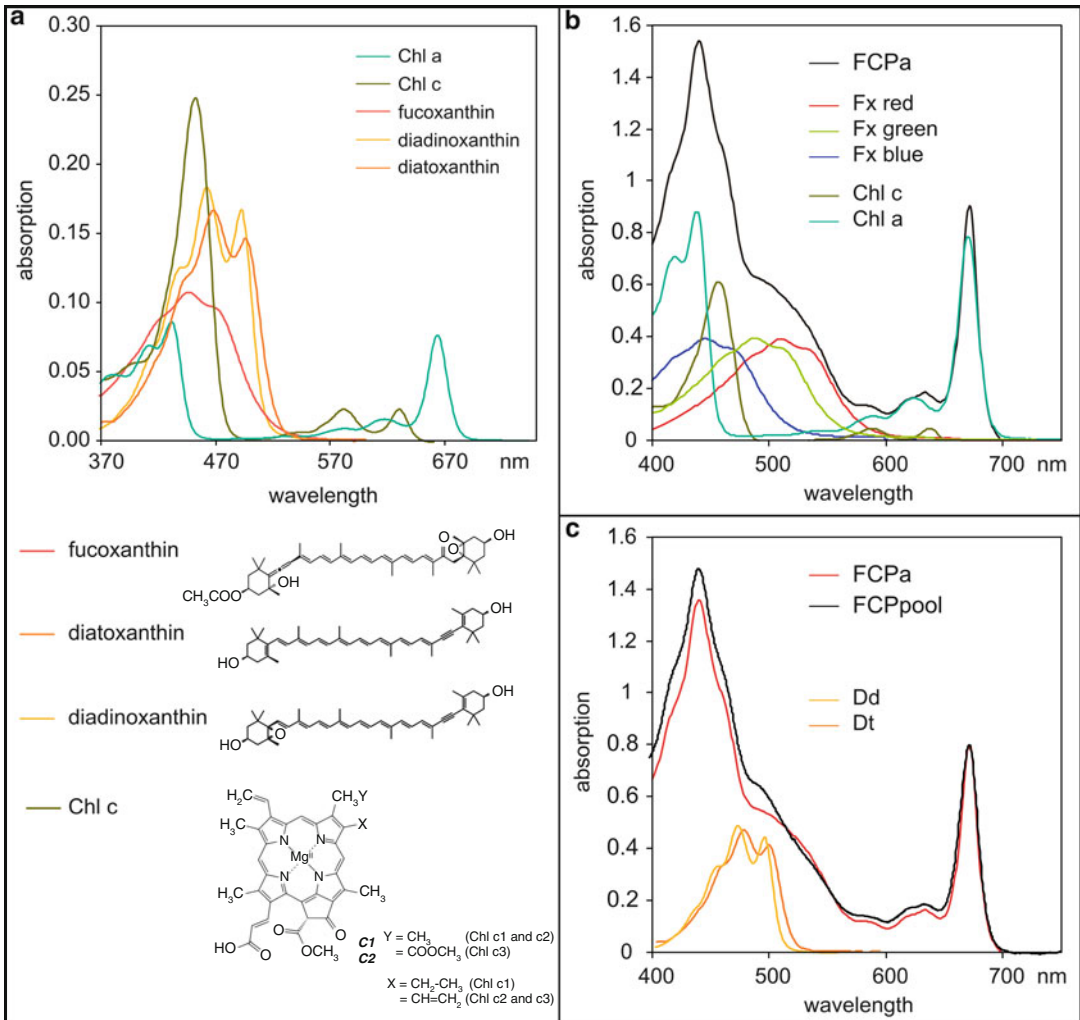 a
0.30
0.25
0.20
0.15
0.10
0.05
0.00
absorption
Chl a
Chl c
fucoxanthin
diadinoxanthin
diatoxanthin
370 470 570 670 nm
wavelength
b
1.6
1.4
1.2
1
0.8
0.6
0.4
0.2
0
absorption
FCPa
Fx red
Fx green
Fx blue
Chl c
Chl a
400 500 600 700 nm
wavelength
fucoxanthin
OH
O
O
OH
CH3COO
diatoxanthin
OH
HO
diadinoxanthin
OH
O
HO
Chl c
H2C
CH3Y
H3C
X
N N
Mg
N N
H3C
CH3
HO
O
O
OCH3
O
C1
C2
Y = CH3 (Chl c1 and c2)
= COOCH3 (Chl c3)
X = CH2-CH3 (Chl c1)
= CH=CH2 (Chl c2 and c3)
c
1.6
1.4
1.2
1
0.8
0.6
0.4
0.2
0
absorption
FCPa
FCPpool
Dd
Dt
400 500 600 700 nm
wavelength